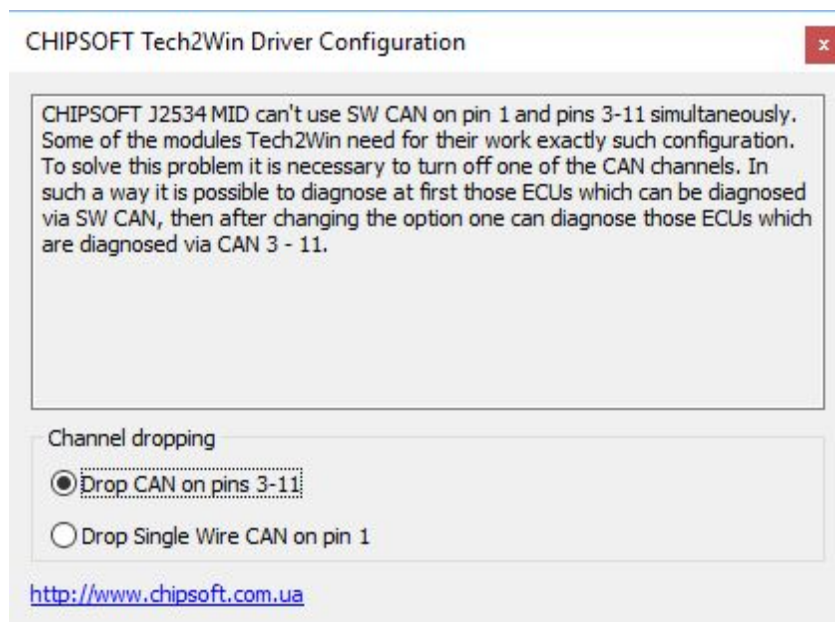 CHIPSOFT Tech2Win Driver Configuration
x
CHIPSOFT J2534 MID can't use SW CAN on pin 1 and pins 3-11 simultaneously.
Some of the modules Tech2Win need for their work exactly such configuration.
To solve this problem it is necessary to turn off one of the CAN channels. In
such a way it is possible to diagnose at first those ECUs which can be diagnosed
via SW CAN, then after changing the option one can diagnose those ECUs which
are diagnosed via CAN 3 - 11.
Channel dropping
Drop CAN on pins 3-11
Drop Single Wire CAN on pin 1
http://www.chipsoft.com.ua